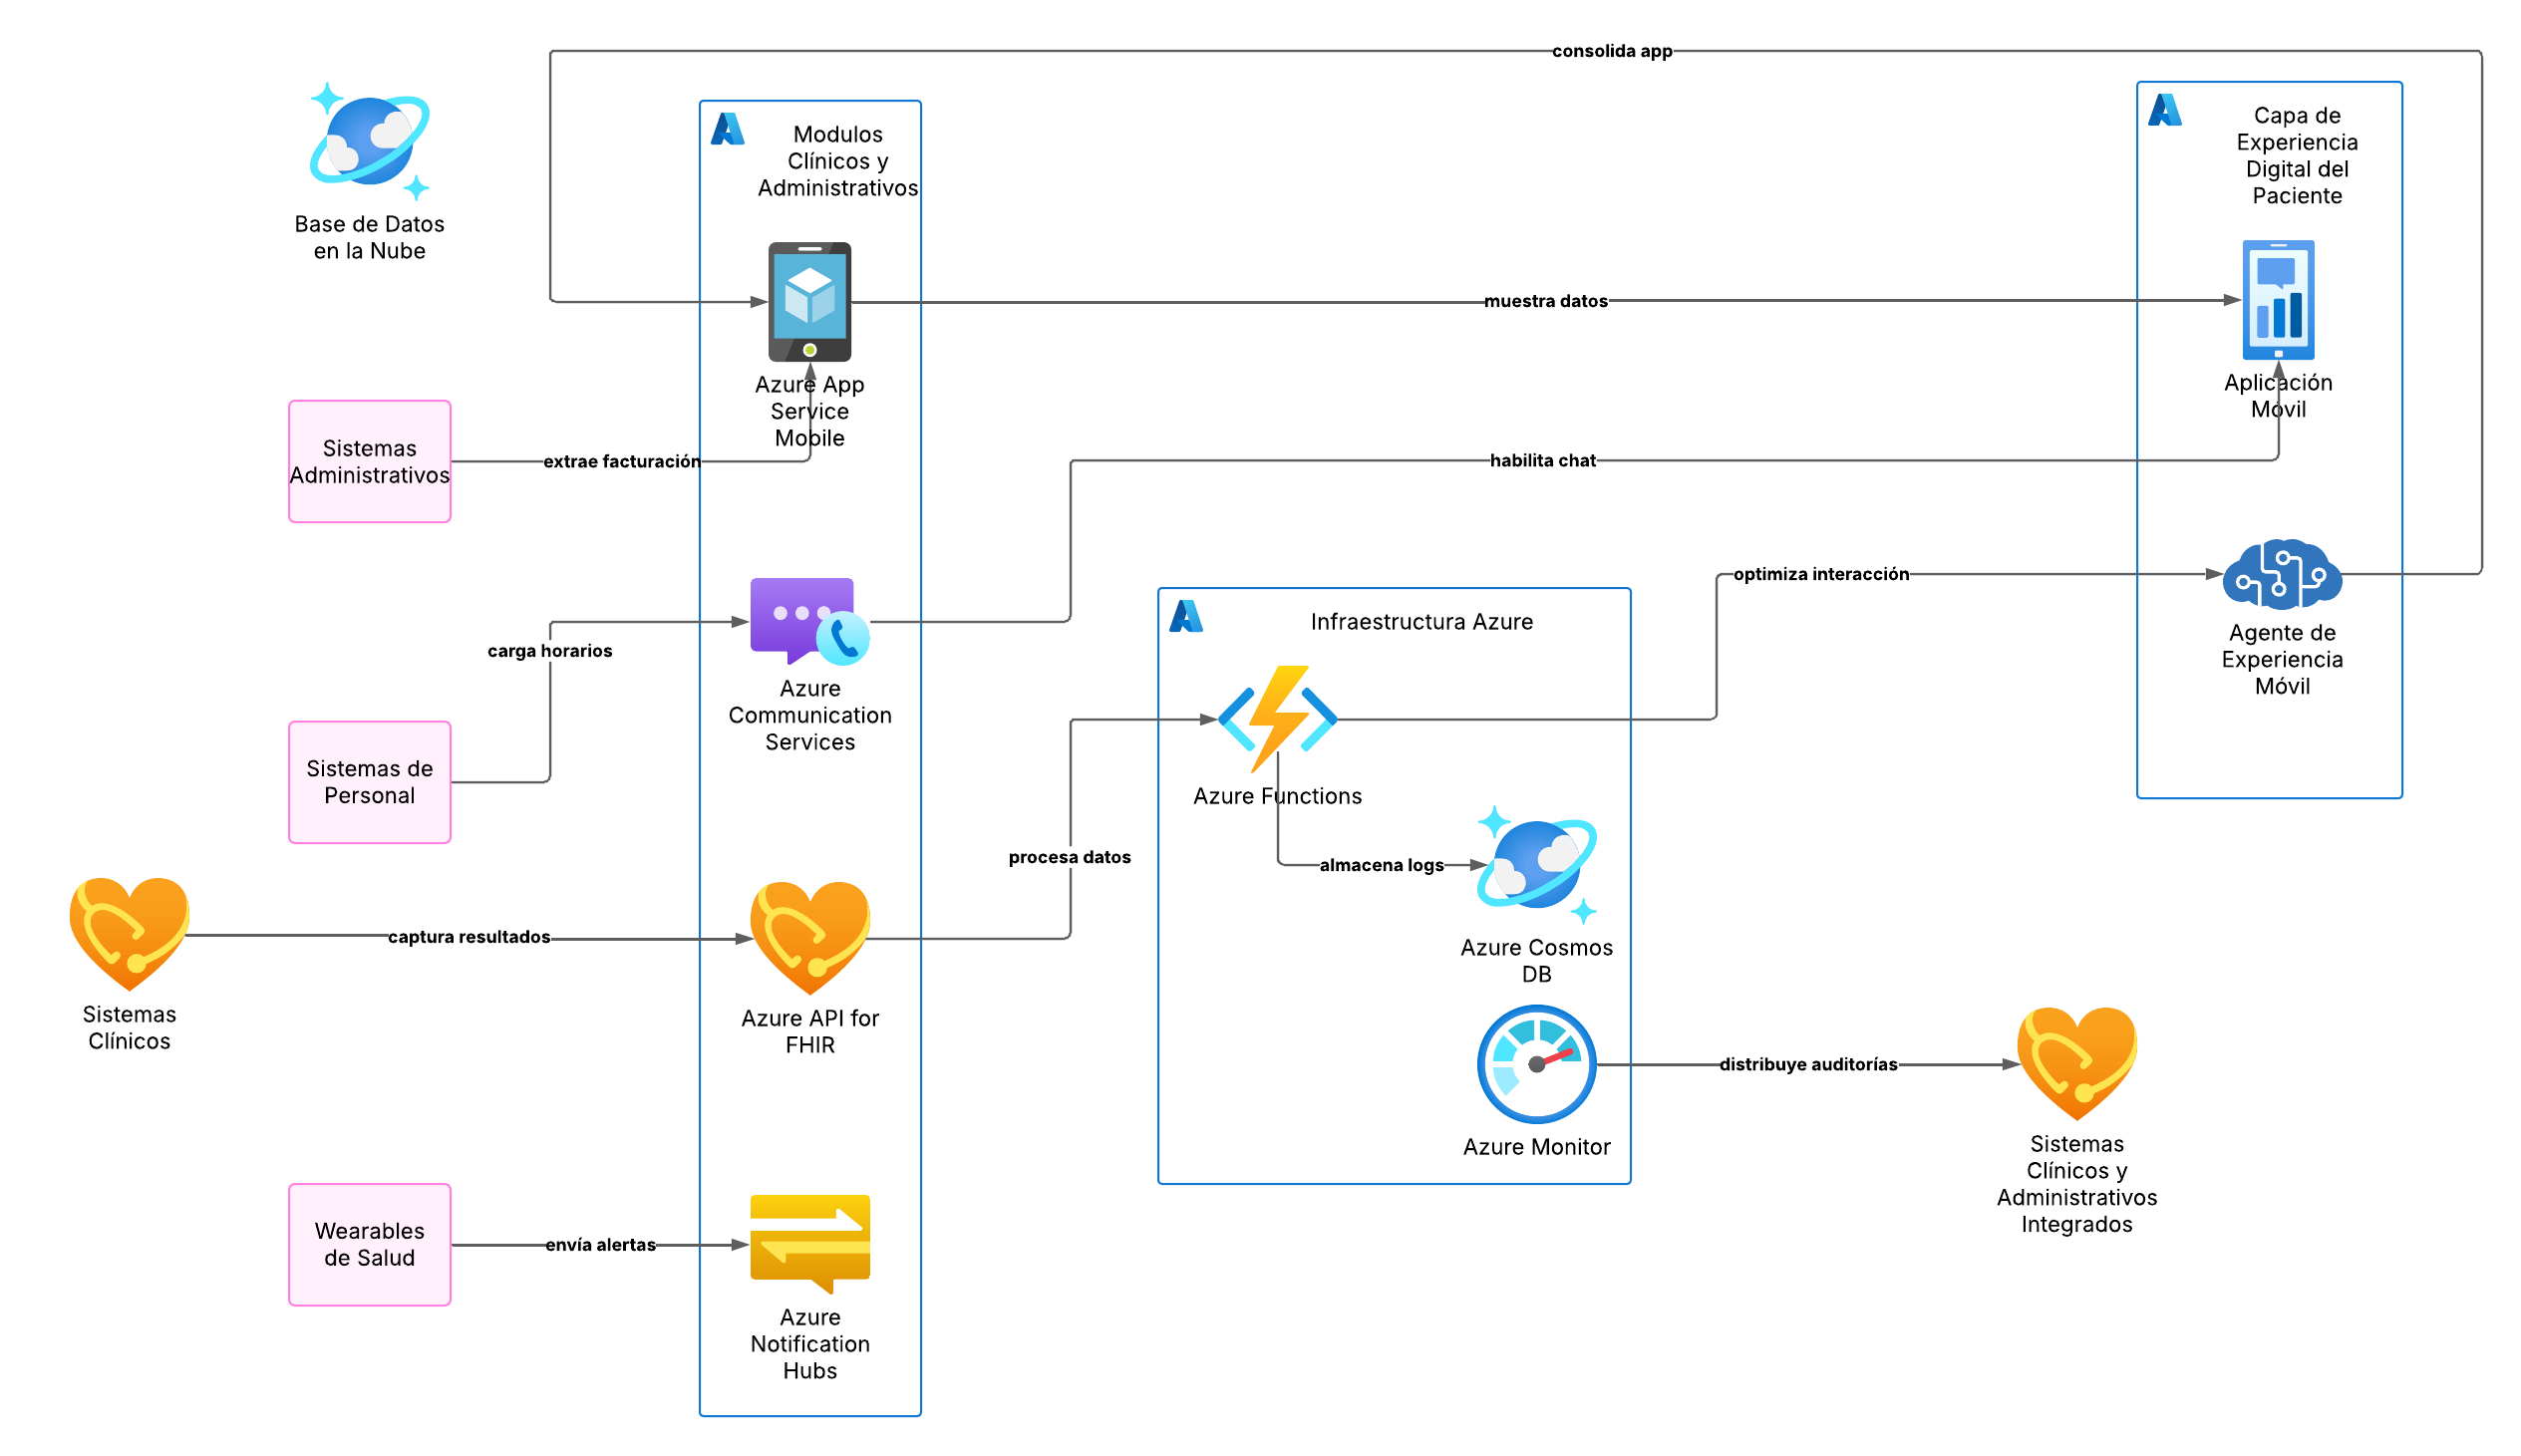 consolida app
Base de Datos
en la Nube
Modulos
Clínicos y
Administrativos
Capa de
Experiencia
Digital del
Paciente
muestra datos
Azure App
Service
Mobile
Aplicación
Móvil
Sistemas
Administrativos
extrae facturación
habilita chat
carga horarios
Azure
Communication
Services
optimiza interacción
Agente de
Experiencia
Móvil
Infraestructura Azure
Sistemas de
Personal
Azure Functions
procesa datos
almacena logs
captura resultados
Sistemas
Clínicos
Azure API for
FHIR
Azure Cosmos
DB
distribuye auditorías
Azure Monitor
Sistemas
Clínicos y
Administrativos
Integrados
Wearables
de Salud
envía alertas
Azure
Notification
Hubs